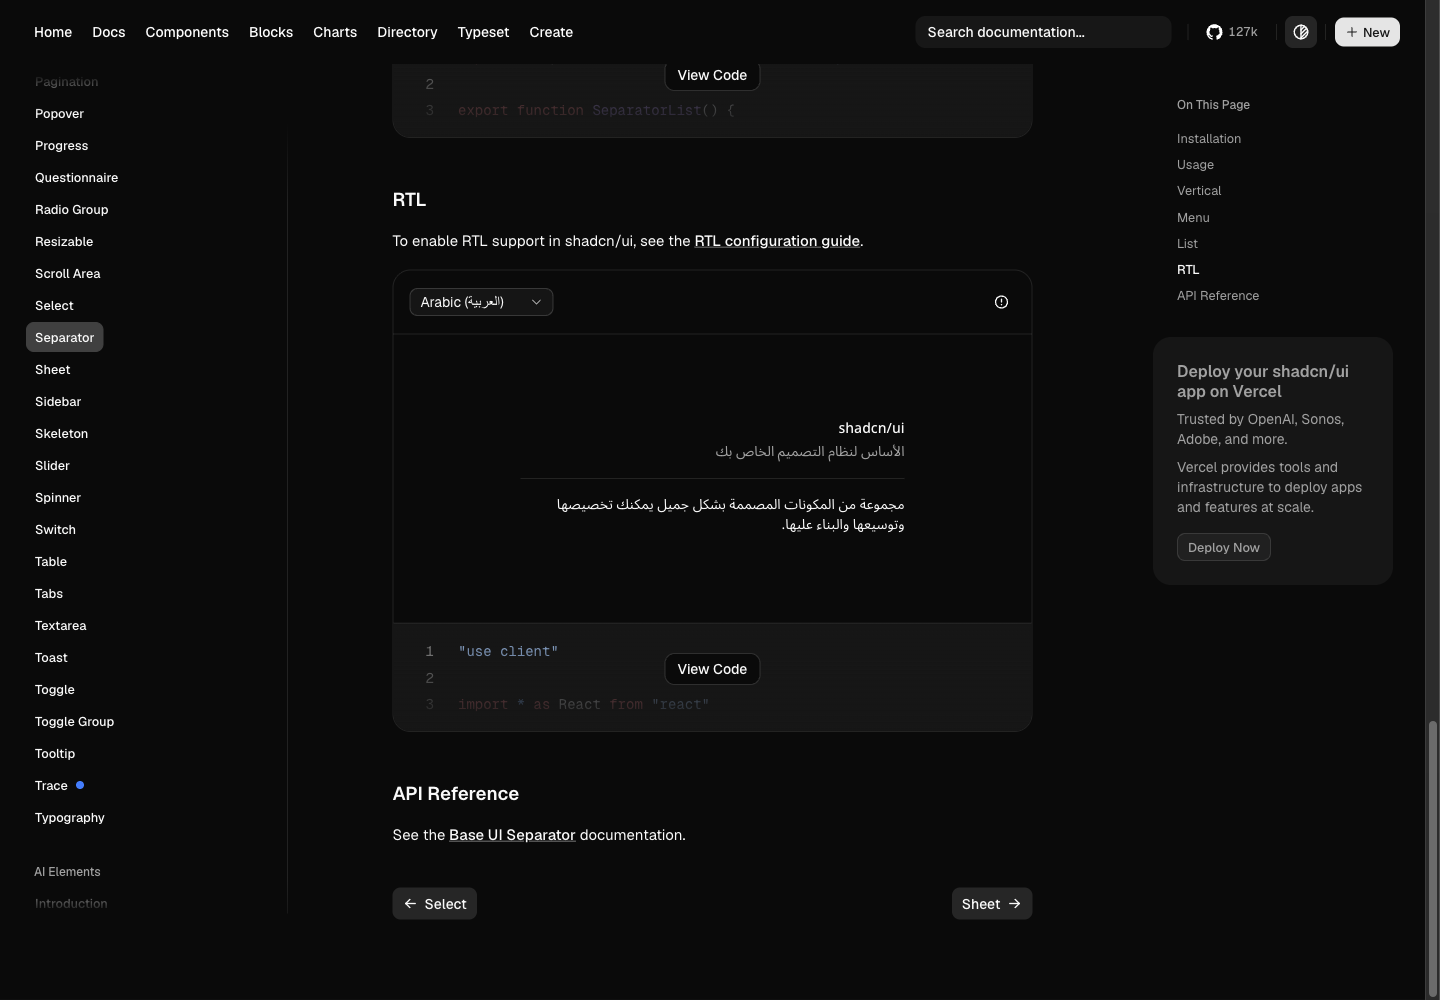 Home Docs Components Blocks Charts Directory Typeset Create
Search documentation...
127k
New
Pagination
Popover
Progress
Questionnaire
Radio Group
Resizable
Scroll Area
Select
Separator
Sheet
Sidebar
Skeleton
Slider
Spinner
Switch
Table
Tabs
Textarea
Toast
Toggle
Toggle Group
Tooltip
Trace
Typography
AI Elements
Introduction
2
View Code
3 export function SeparatorList() {
RTL
To enable RTL support in shadcn/ui, see the RTL configuration guide.
Arabic (العربية)
shadcn/ui
الأساس لنظام التصميم الخاص بك
مجموعة من المكونات المصممة بشكل جميل يمكنك تخصيصها
وتوسيعها والبناء عليها.
1 "use client"
View Code
2
3 import * as React from "react"
API Reference
See the Base UI Separator documentation.
Select
Sheet
On This Page
Installation
Usage
Vertical
Menu
List
RTL
API Reference
Deploy your shadcn/ui
app on Vercel
Trusted by OpenAI, Sonos,
Adobe, and more.
Vercel provides tools and
infrastructure to deploy apps
and features at scale.
Deploy Now